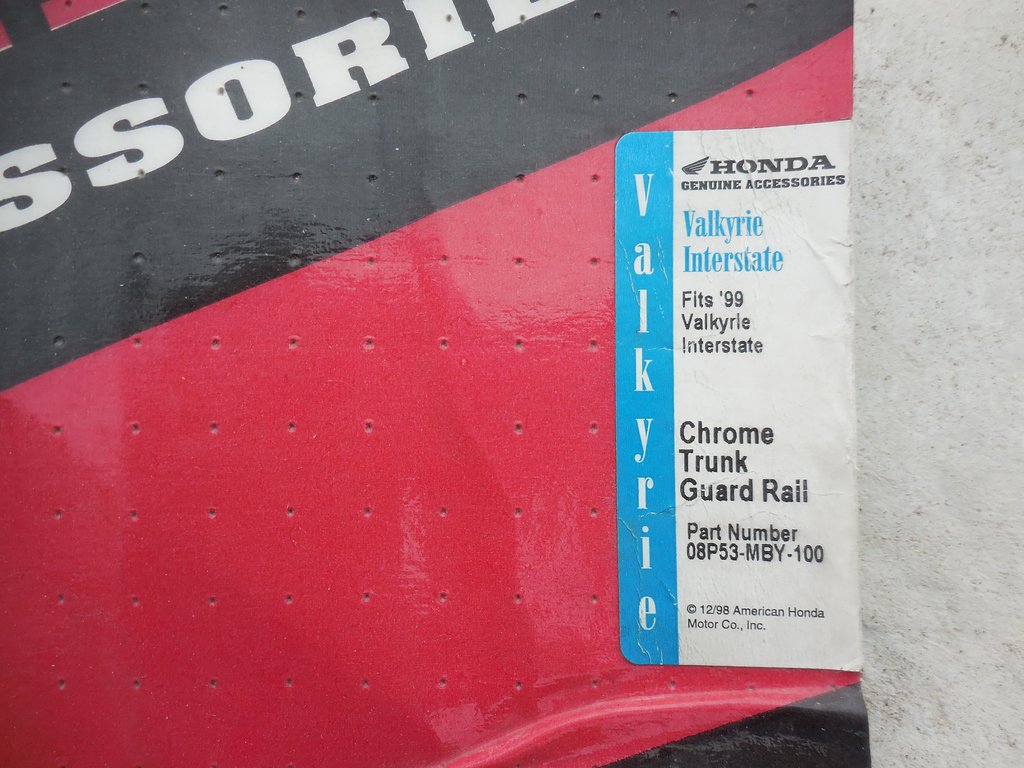 SSORIE
Valkyrie
HONDA
GENUINE ACCESSORIES
Valkyrie
Interstate
Fits '99
Valkyrie
Interstate
Chrome
Trunk
Guard Rail
Part Number
08P53-MBY-100
© 12/98 American Honda
Motor Co., Inc.